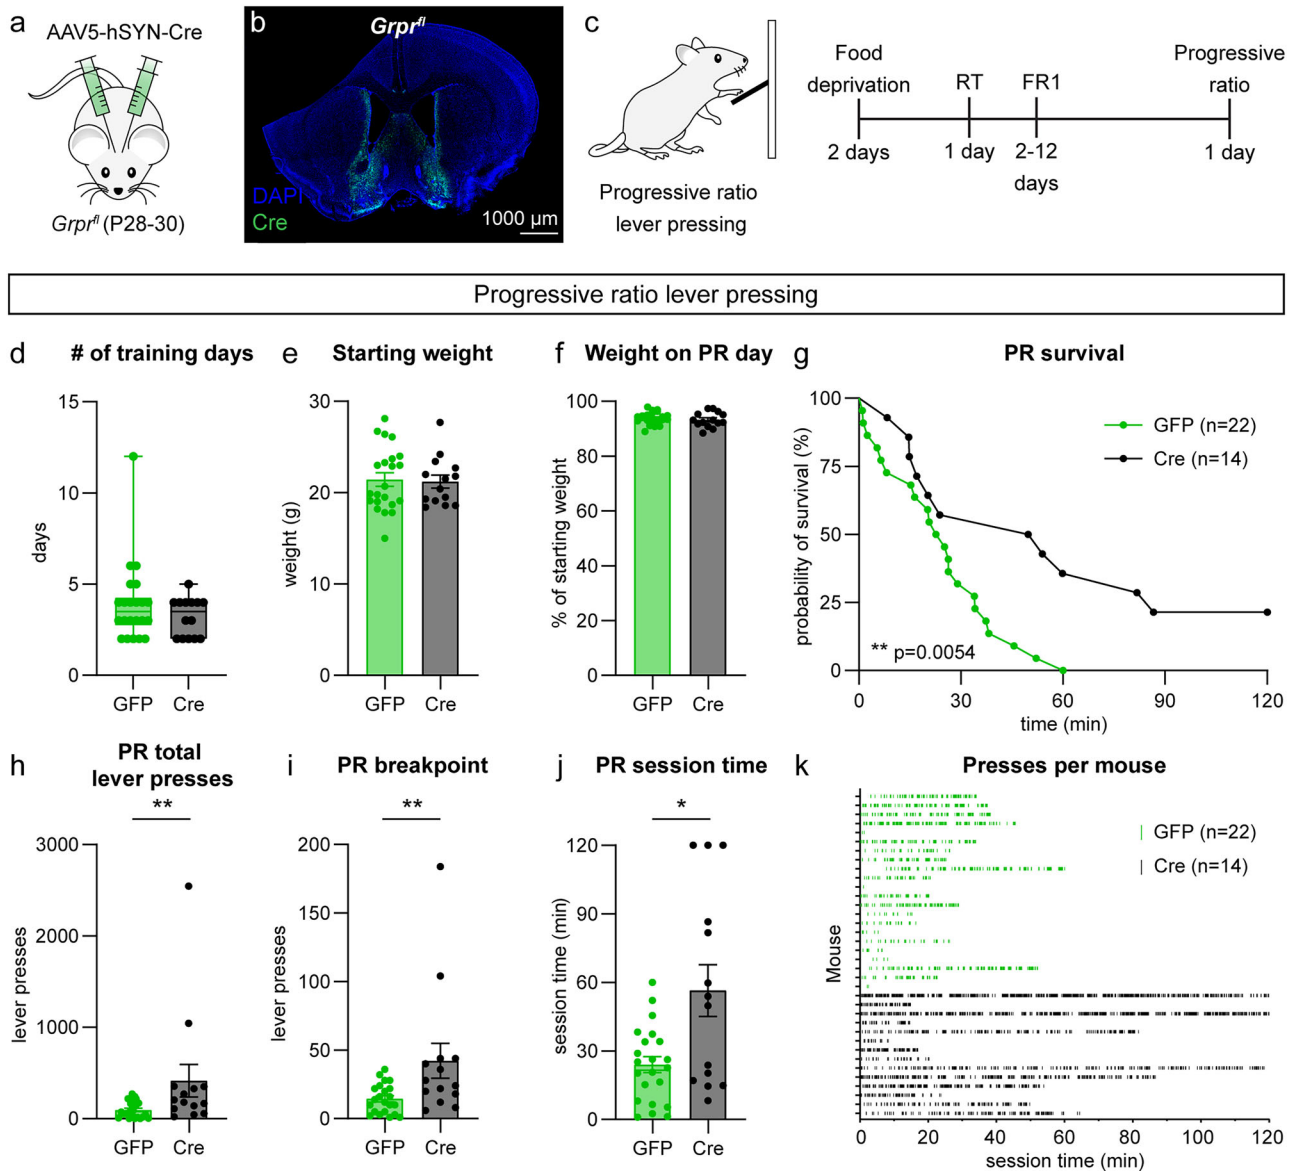 a
AAV5-hSYN-Cre
Grpr^fl (P28-30)
b
Grpr^fl
DAPI
Cre
1000 µm
c
Progressive ratio
lever pressing
Food
deprivation
RT
FR1
Progressive
ratio
2 days
1 day
2-12
days
1 day
Progressive ratio lever pressing
d
# of training days
days
15
10
5
0
GFP
Cre
e
Starting weight
weight (g)
30
20
10
0
GFP
Cre
f
Weight on PR day
% of starting weight
100
80
60
40
20
0
GFP
Cre
g
PR survival
probability of survival (%)
100
75
50
25
0
GFP (n=22)
Cre (n=14)
** p=0.0054
0
30
60
90
120
time (min)
h
PR total
lever presses
**
lever presses
3000
2000
1000
0
GFP
Cre
i
PR breakpoint
**
lever presses
200
150
100
50
0
GFP
Cre
j
PR session time
*
session time (min)
120
90
60
30
0
GFP
Cre
k
Presses per mouse
Mouse
GFP (n=22)
Cre (n=14)
0
20
40
60
80
100
120
session time (min)